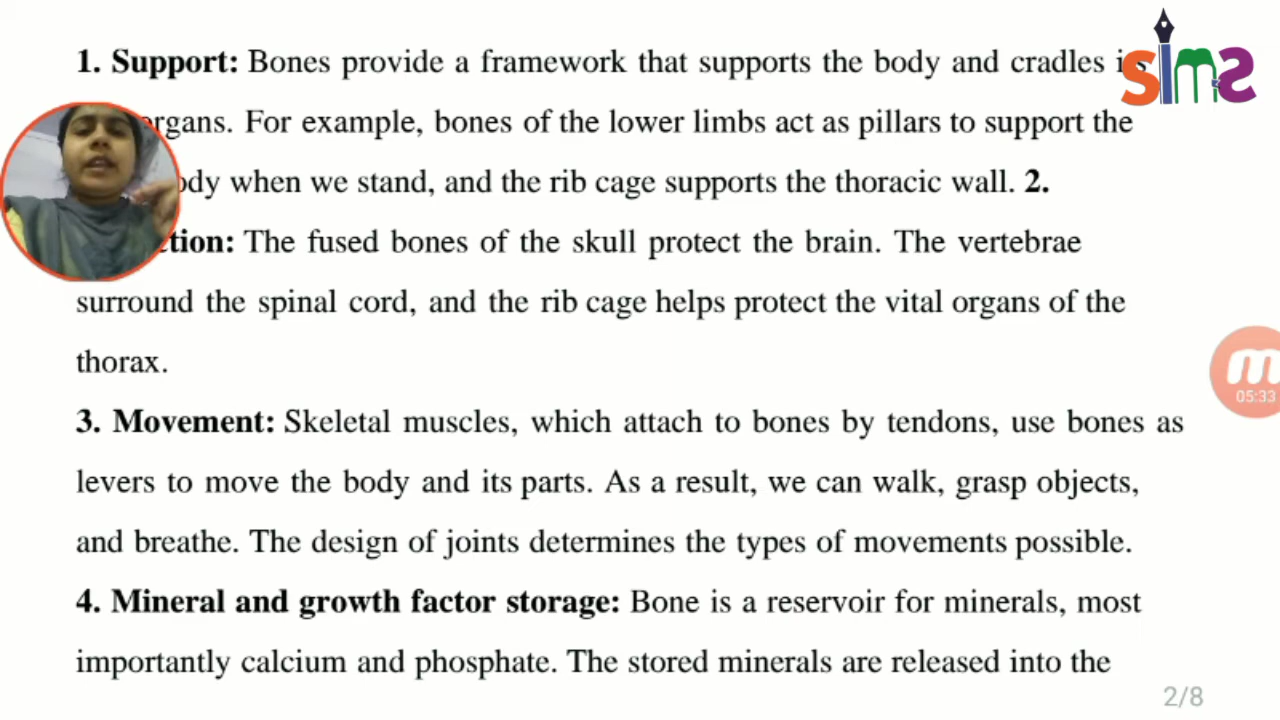 1. Support: Bones provide a framework that supports the body and cradles
organs. For example, bones of the lower limbs act as pillars to support the
when we stand, and the rib cage supports the thoracic wall. 2.
The fused bones of the skull protect the brain. The vertebrae
surround the spinal cord, and the rib cage helps protect the vital organs of the
thorax.
3. Movement: Skeletal muscles, which attach to bones by tendons, use bones as
levers to move the body and its parts. As a result, we can walk, grasp objects,
and breathe. The design of joints determines the types of movements possible.
4. Mineral and growth factor storage: Bone is a reservoir for minerals, most
importantly calcium and phosphate. The stored minerals are released into the
sims
m
05:33
2/8